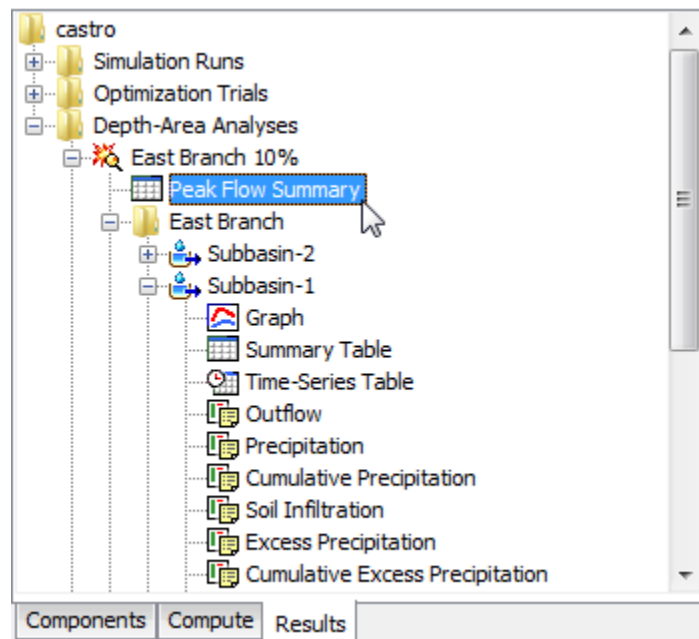 castro
Simulation Runs
Optimization Trials
Depth-Area Analyses
East Branch 10%
Peak Flow Summary
East Branch
Subbasin-2
Subbasin-1
Graph
Summary Table
Time-Series Table
Outflow
Precipitation
Cumulative Precipitation
Soil Infiltration
Excess Precipitation
Cumulative Excess Precipitation
Components Compute Results